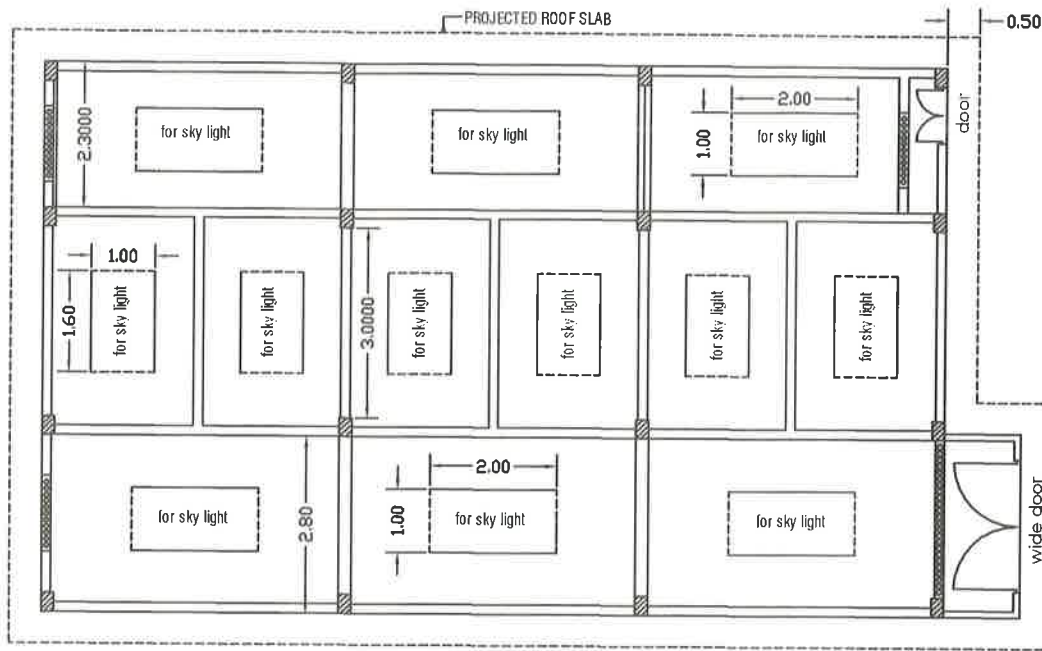 PROJECTED ROOF SLAB
0.50
2.3000
for sky light
for sky light
2.00
1.00
for sky light
door
1.00
1.60
for sky light
for sky light
3.0000
for sky light
for sky light
for sky light
for sky light
for sky light
2.80
2.00
1.00
for sky light
for sky light
wide door